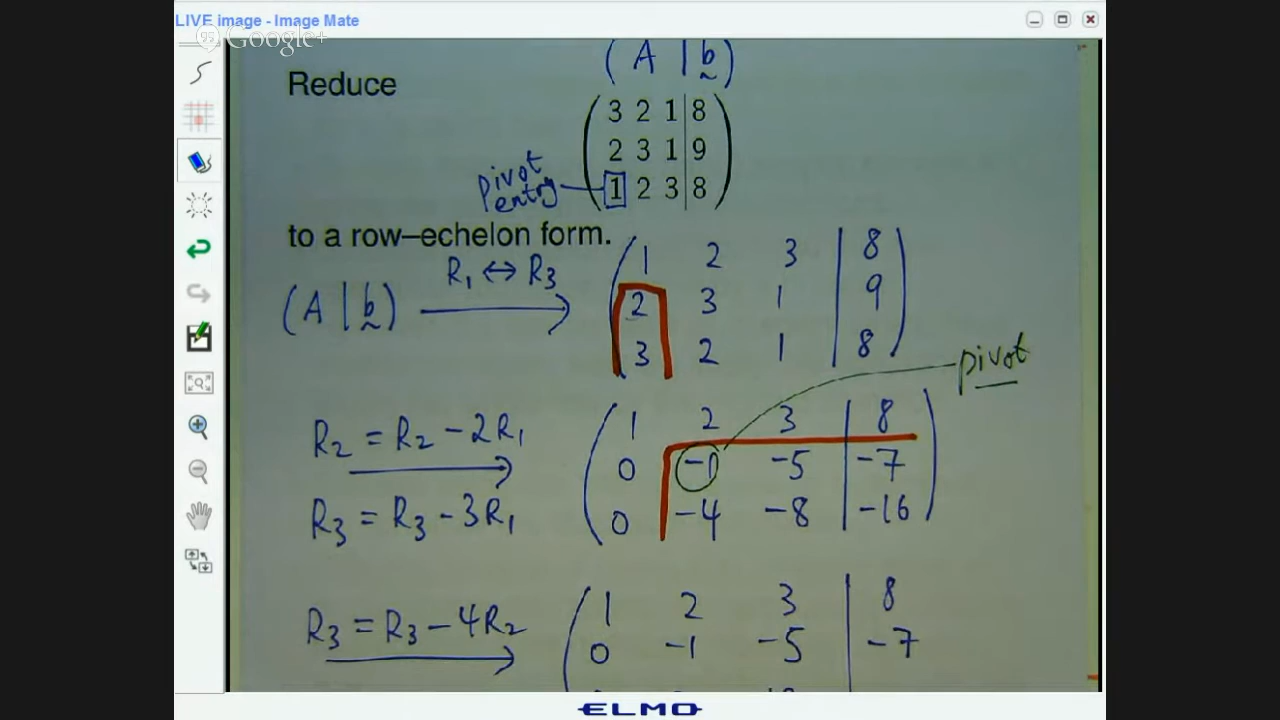 LIVE image - Image Mate
Google+
( A | b )
Reduce
3 2 1 | 8
2 3 1 | 9
1 2 3 | 8
pivot
entry
to a row–echelon form.
( A | b ) R1 ↔ R3
1 2 3 | 8
2 3 1 | 9
3 2 1 | 8
pivot
R2 = R2 - 2R1
R3 = R3 - 3R1
1 2 3 | 8
0 -1 -5 | -7
0 -4 -8 | -16
R3 = R3 - 4R2
1 2 3 | 8
0 -1 -5 | -7
ELMO